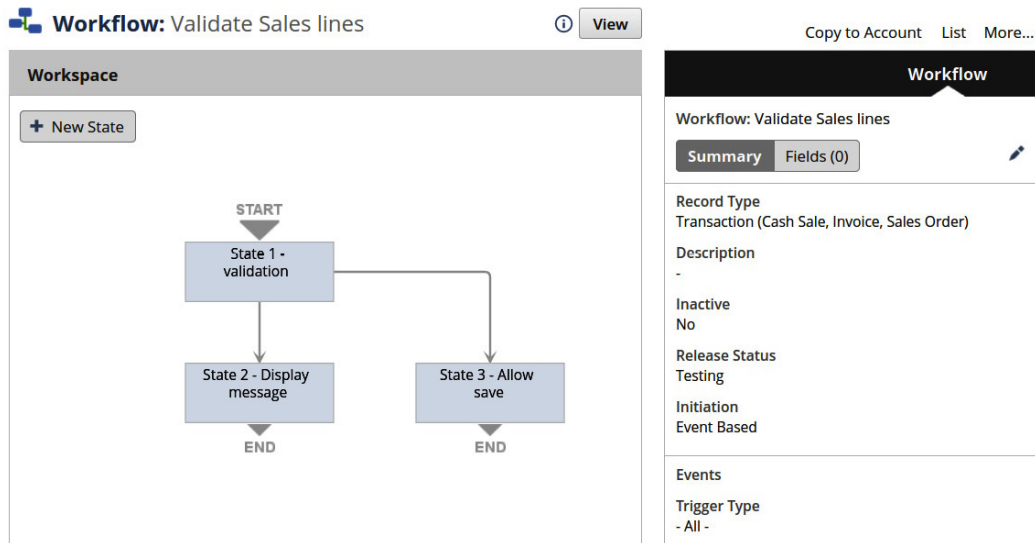 Workflow: Validate Sales lines
View
Copy to Account List More...
Workspace
New State
START
State 1 -
validation
State 2 - Display
message
END
State 3 - Allow
save
END
Workflow
Workflow: Validate Sales lines
Summary Fields (0)
Record Type
Transaction (Cash Sale, Invoice, Sales Order)
Description
-
Inactive
No
Release Status
Testing
Initiation
Event Based
Events
Trigger Type
- All -